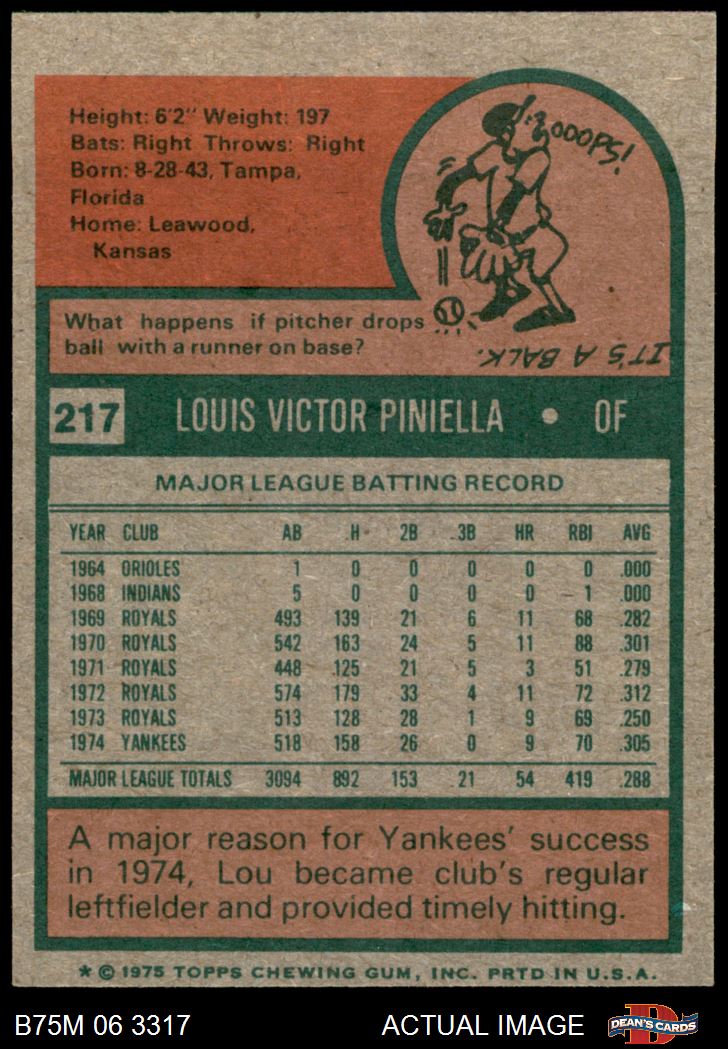 Height: 6'2" Weight: 197
Bats: Right Throws: Right
Born: 8-28-43, Tampa,
Florida
Home: Leawood,
Kansas
OOOPS!
What happens if pitcher drops
ball with a runner on base?
IT'S A BALK.
217 LOUIS VICTOR PINIELLA • OF
MAJOR LEAGUE BATTING RECORD
YEAR CLUB AB H 2B 3B HR RBI AVG
1964 ORIOLES 1 0 0 0 0 0 .000
1968 INDIANS 5 0 0 0 0 1 .000
1969 ROYALS 493 139 21 6 11 68 .282
1970 ROYALS 542 163 24 5 11 88 .301
1971 ROYALS 448 125 21 5 3 51 .279
1972 ROYALS 574 179 33 4 11 72 .312
1973 ROYALS 513 128 28 1 9 69 .250
1974 YANKEES 518 158 26 0 9 70 .305
MAJOR LEAGUE TOTALS 3094 892 153 21 54 419 .288
A major reason for Yankees' success
in 1974, Lou became club's regular
leftfielder and provided timely hitting.
* © 1975 TOPPS CHEWING GUM, INC. PRTD IN U.S.A.
B75M 06 3317 ACTUAL IMAGE D DEAN'S CARDS